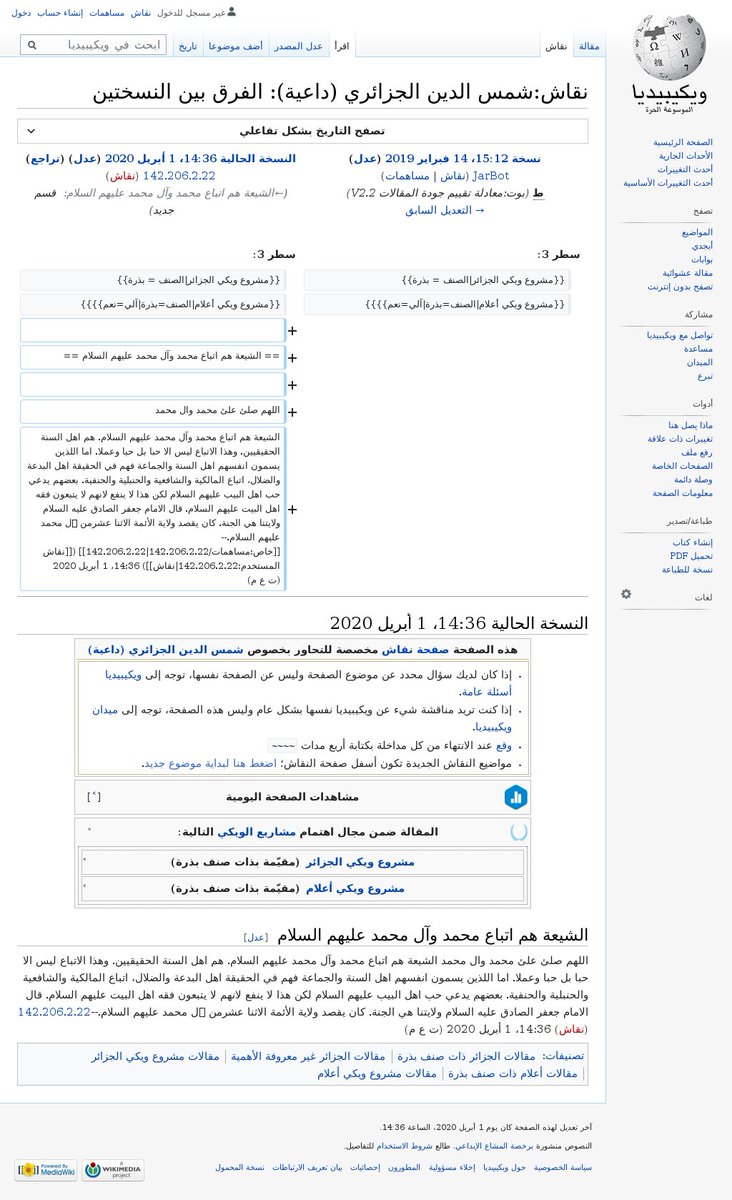 غير مسجل للدخول نقاش مساهمات إنشاء حساب دخول
مقالة نقاش اقرأ عدل المصدر أضف موضوعا تاريخ ابحث في ويكيبيديا
ويكيبيديا
الموسوعة الحرة
الصفحة الرئيسية
الأحداث الجارية
أحدث التغييرات
أحدث التغييرات الأساسية
تصفح
المواضيع
أبجدي
بوابات
مقالة عشوائية
تصفح بدون إنترنت
مشاركة
تواصل مع ويكيبيديا
مساعدة
الميدان
تبرع
أدوات
ماذا يصل هنا
تغييرات ذات علاقة
رفع ملف
الصفحات الخاصة
وصلة دائمة
معلومات الصفحة
طباعة/تصدير
إنشاء كتاب
تحميل PDF
نسخة للطباعة
لغات
نقاش:شمس الدين الجزائري (داعية): الفرق بين النسختين
تصفح التاريخ بشكل تفاعلي
نسخة 15:12، 14 فبراير 2019 (عدل)
JarBot (نقاش | مساهمات)
ط (بوت:معادلة تقييم جودة المقالات V2.2)
→ التعديل السابق
النسخة الحالية 14:36، 1 أبريل 2020 (عدل) (تراجع)
142.206.2.22 (نقاش)
(←الشيعة هم اتباع محمد وآل محمد عليهم السلام: قسم
جديد)
سطر 3:
سطر 3:
{{مشروع ويكي الجزائر|الصنف = بذرة}}
{{مشروع ويكي الجزائر|الصنف = بذرة}}
{{مشروع ويكي أعلام|الصنف=بذرة|آلي=نعم}}}}
{{مشروع ويكي أعلام|الصنف=بذرة|آلي=نعم}}}}
+
+ == الشيعة هم اتباع محمد وآل محمد عليهم السلام ==
+
+ اللهم صلئ علئ محمد وال محمد
الشيعة هم اتباع محمد وآل محمد عليهم السلام. هم اهل السنة
الحقيقيين. وهذا الاتباع ليس الا حبا بل حبا وعملا. اما اللذين
يسمون انفسهم اهل السنة والجماعة فهم في الحقيقة اهل البدعة
والضلال، اتباع المالكية والشافعية والحنبلية والحنفية. بعضهم يدعي
حب اهل البيب عليهم السلام لكن هذا لا ينفع لانهم لا يتبعون فقه
+ اهل البيت عليهم السلام. قال الامام جعفر الصادق عليه السلام
ولايتنا هي الجنة. كان يقصد ولاية الأئمة الاثنا عشرمن ل محمد
عليهم السلام.--
[[خاص:مساهمات/142.206.2.22|142.206.2.22]] ([[نقاش
المستخدم:142.206.2.22|نقاش]]) 14:36، 1 أبريل 2020
(ت ع م)
النسخة الحالية 14:36، 1 أبريل 2020
هذه الصفحة صفحة نقاش مخصصة للتحاور بخصوص شمس الدين الجزائري (داعية)
• إذا كان لديك سؤال محدد عن موضوع الصفحة وليس عن الصفحة نفسها، توجه إلى ويكيبيديا
أسئلة عامة.
• إذا كنت تريد مناقشة شيء عن ويكيبيديا نفسها بشكل عام وليس هذه الصفحة، توجه إلى ميدان
ويكيبيديا.
• وقع عند الانتهاء من كل مداخلة بكتابة أربع مدات ~~~~
• مواضيع النقاش الجديدة تكون أسفل صفحة النقاش؛ اضغط هنا لبداية موضوع جديد.
مشاهدات الصفحة اليومية [˅]
المقالة ضمن مجال اهتمام مشاريع الويكي التالية: ˅
مشروع ويكي الجزائر (مقيّمة بذات صنف بذرة) ˂
مشروع ويكي أعلام (مقيّمة بذات صنف بذرة) ˂
الشيعة هم اتباع محمد وآل محمد عليهم السلام [عدل]
اللهم صلئ علئ محمد وال محمد الشيعة هم اتباع محمد وآل محمد عليهم السلام. هم اهل السنة الحقيقيين. وهذا الاتباع ليس الا
حبا بل حبا وعملا. اما اللذين يسمون انفسهم اهل السنة والجماعة فهم في الحقيقة اهل البدعة والضلال، اتباع المالكية والشافعية
والحنبلية والحنفية. بعضهم يدعي حب اهل البيب عليهم السلام لكن هذا لا ينفع لانهم لا يتبعون فقه اهل البيت عليهم السلام. قال
الامام جعفر الصادق عليه السلام ولايتنا هي الجنة. كان يقصد ولاية الأئمة الاثنا عشرمن ل محمد عليهم السلام.--142.206.2.22
(نقاش) 14:36، 1 أبريل 2020 (ت ع م)
تصنيفات: مقالات الجزائر ذات صنف بذرة | مقالات الجزائر غير معروفة الأهمية | مقالات مشروع ويكي الجزائر
| مقالات أعلام ذات صنف بذرة | مقالات مشروع ويكي أعلام
آخر تعديل لهذه الصفحة كان يوم 1 أبريل 2020، الساعة 14:36.
النصوص منشورة برخصة المشاع الإبداعي. طالع شروط الاستخدام للتفاصيل.
سياسة الخصوصية حول ويكيبيديا إخلاء مسؤولية المطورون إحصائيات بيان تعريف الارتباطات نسخة المحمول
A WIKIMEDIA project
Powered By MediaWiki